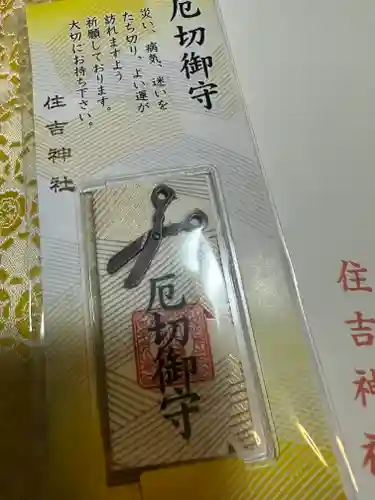 厄切御守
災い、病気、迷いを
たち切り、よい運が
訪れますよう
祈願しております。
大切にお持ち下さい。
住吉神社
厄切御守
住吉神社